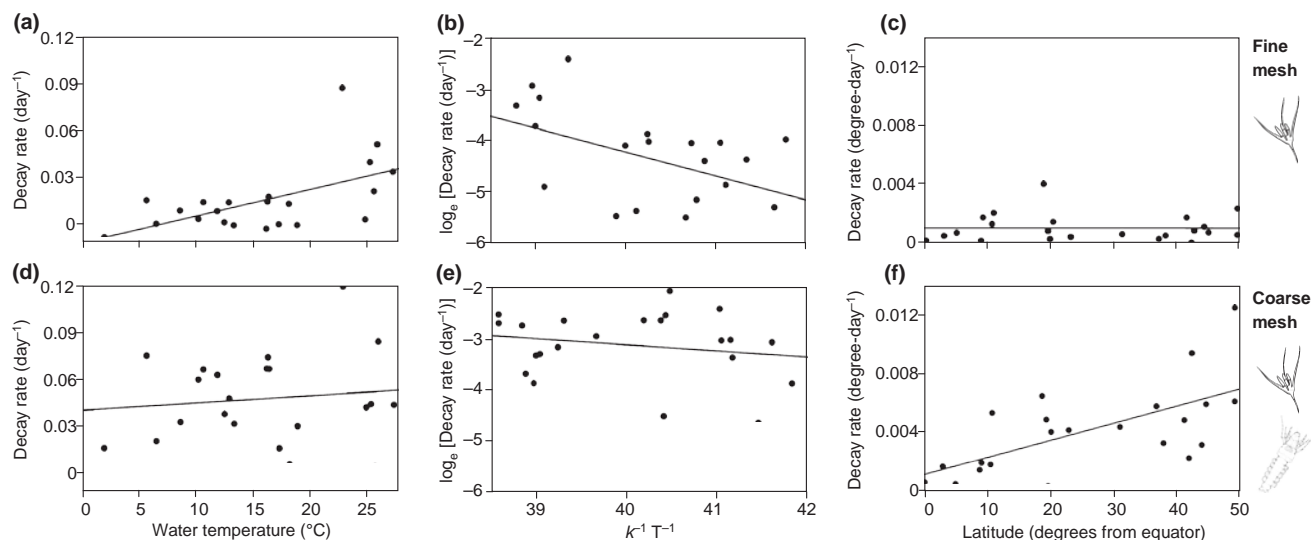 (a)
0.12
0.09
0.06
0.03
0
Decay rate (day⁻¹)
(b)
−2
−3
−4
−5
−6
logₑ [Decay rate (day⁻¹)]
(c)
0.012
0.008
0.004
0
Decay rate (degree-day⁻¹)
Fine
mesh
(d)
0.12
0.09
0.06
0.03
0
Decay rate (day⁻¹)
0 5 10 15 20 25
Water temperature (°C)
(e)
−2
−3
−4
−5
−6
logₑ [Decay rate (day⁻¹)]
39 40 41 42
k⁻¹ T⁻¹
(f)
0.012
0.008
0.004
0
Decay rate (degree-day⁻¹)
0 10 20 30 40 50
Latitude (degrees from equator)
Coarse
mesh